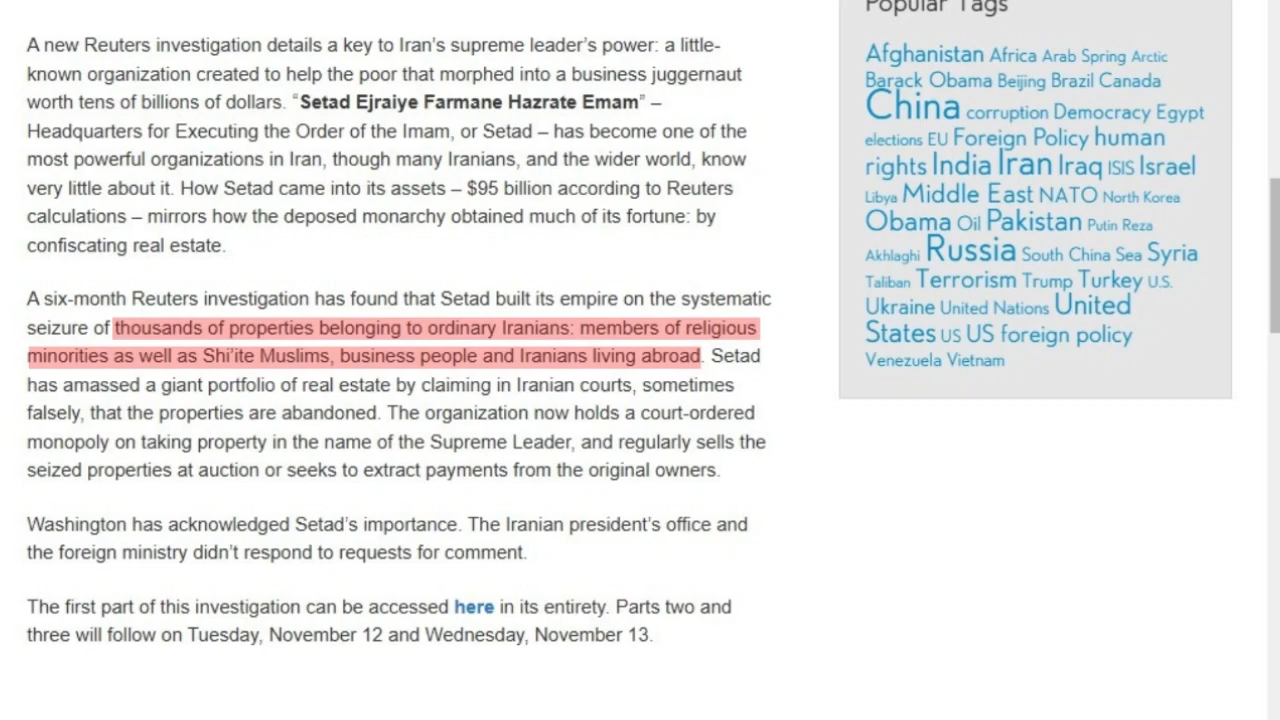 A new Reuters investigation details a key to Iran's supreme leader's power: a little-
known organization created to help the poor that morphed into a business juggernaut
worth tens of billions of dollars. "Setad Ejraiye Farmane Hazrate Emam" –
Headquarters for Executing the Order of the Imam, or Setad – has become one of the
most powerful organizations in Iran, though many Iranians, and the wider world, know
very little about it. How Setad came into its assets – $95 billion according to Reuters
calculations – mirrors how the deposed monarchy obtained much of its fortune: by
confiscating real estate.
A six-month Reuters investigation has found that Setad built its empire on the systematic
seizure of thousands of properties belonging to ordinary Iranians: members of religious
minorities as well as Shi'ite Muslims, business people and Iranians living abroad. Setad
has amassed a giant portfolio of real estate by claiming in Iranian courts, sometimes
falsely, that the properties are abandoned. The organization now holds a court-ordered
monopoly on taking property in the name of the Supreme Leader, and regularly sells the
seized properties at auction or seeks to extract payments from the original owners.
Washington has acknowledged Setad's importance. The Iranian president's office and
the foreign ministry didn't respond to requests for comment.
The first part of this investigation can be accessed here in its entirety. Parts two and
three will follow on Tuesday, November 12 and Wednesday, November 13.
Popular Tags
Afghanistan Africa Arab Spring Arctic
Barack Obama Beijing Brazil Canada
China corruption Democracy Egypt
elections EU Foreign Policy human
rights India Iran Iraq ISIS Israel
Libya Middle East NATO North Korea
Obama Oil Pakistan Putin Reza
Akhlaghi Russia South China Sea Syria
Taliban Terrorism Trump Turkey U.S.
Ukraine United Nations United
States US US foreign policy
Venezuela Vietnam